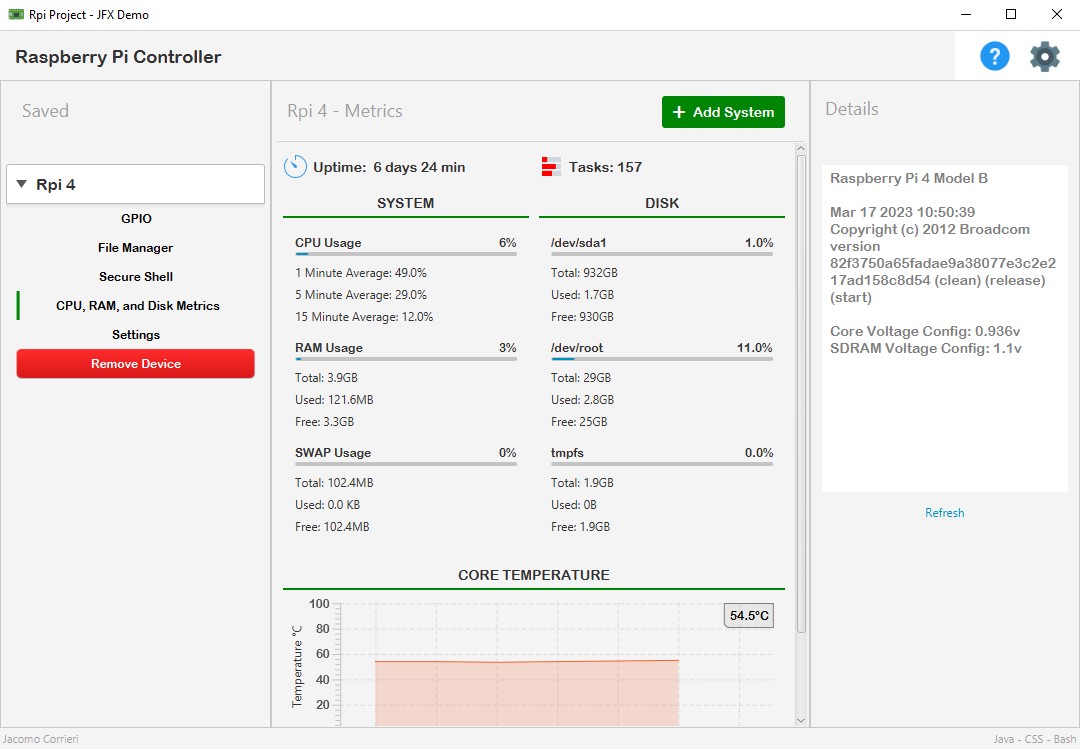 Rpi Project - JFX Demo
Raspberry Pi Controller
?
Saved
Rpi 4
GPIO
File Manager
Secure Shell
CPU, RAM, and Disk Metrics
Settings
Remove Device
Rpi 4 - Metrics
+ Add System
Uptime: 6 days 24 min
Tasks: 157
SYSTEM
CPU Usage 6%
1 Minute Average: 49.0%
5 Minute Average: 29.0%
15 Minute Average: 12.0%
RAM Usage 3%
Total: 3.9GB
Used: 121.6MB
Free: 3.3GB
SWAP Usage 0%
Total: 102.4MB
Used: 0.0 KB
Free: 102.4MB
DISK
/dev/sda1 1.0%
Total: 932GB
Used: 1.7GB
Free: 930GB
/dev/root 11.0%
Total: 29GB
Used: 2.8GB
Free: 25GB
tmpfs 0.0%
Total: 1.9GB
Used: 0B
Free: 1.9GB
CORE TEMPERATURE
54.5°C
Temperature °C
100
80
60
40
20
Details
Raspberry Pi 4 Model B
Mar 17 2023 10:50:39
Copyright (c) 2012 Broadcom
version
82f3750a65fadae9a38077e3c2e2
17ad158c8d54 (clean) (release)
(start)
Core Voltage Config: 0.936v
SDRAM Voltage Config: 1.1v
Refresh
Jacomo Corrieri
Java - CSS - Bash